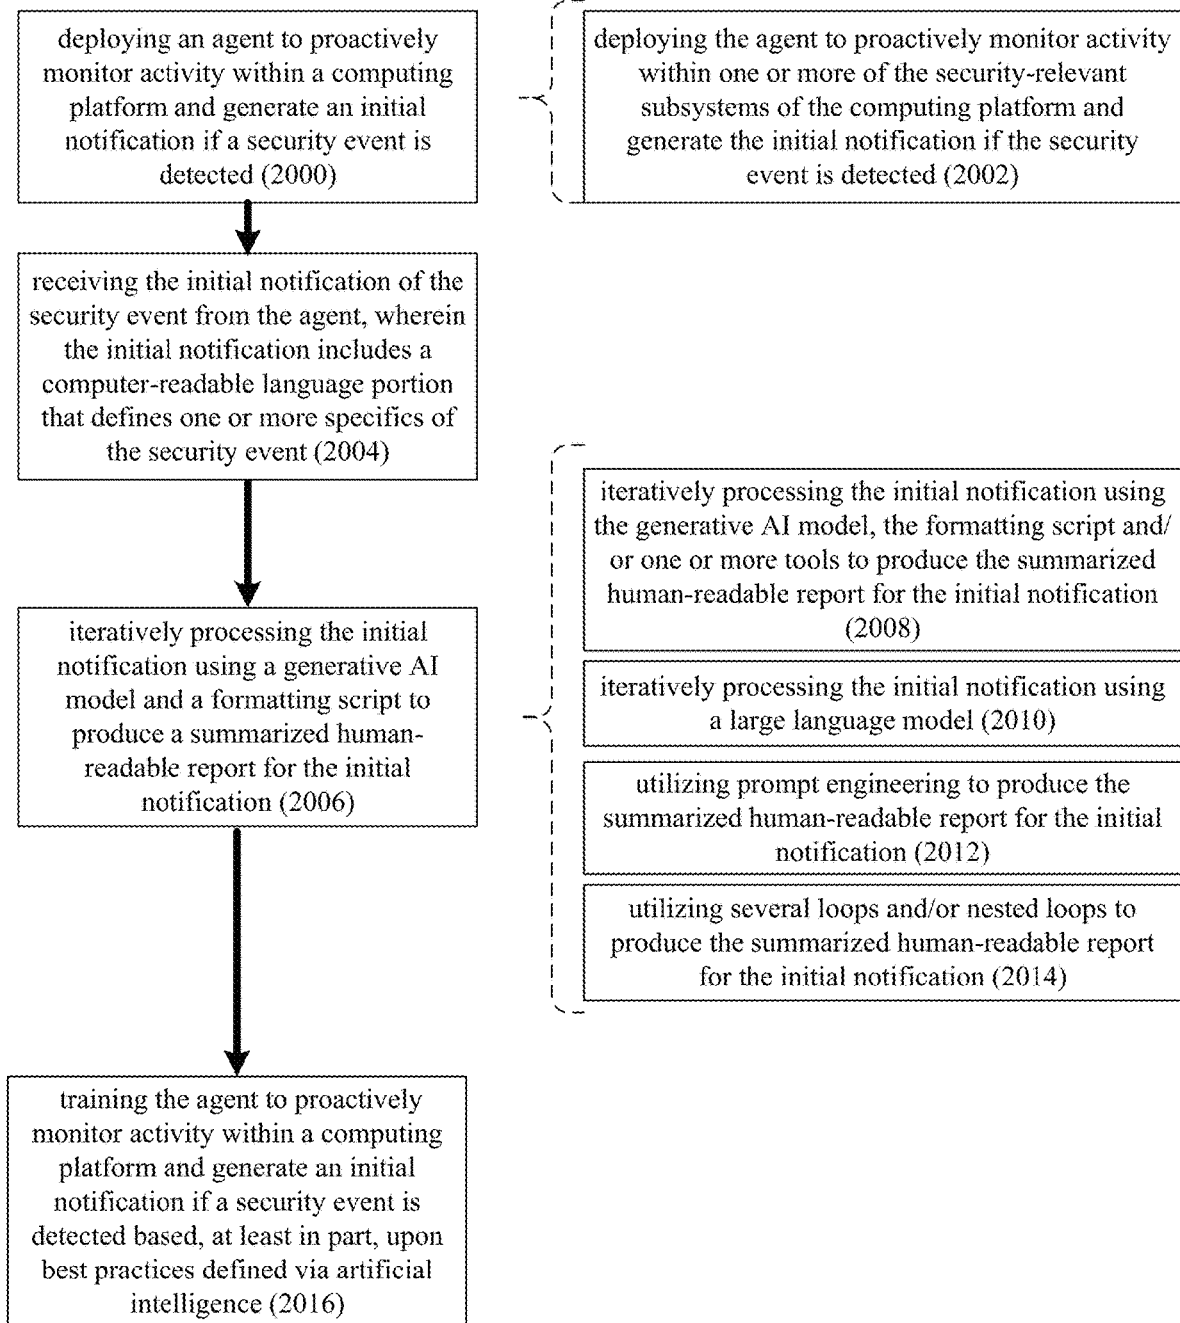 deploying an agent to proactively
monitor activity within a computing
platform and generate an initial
notification if a security event is
detected (2000)
deploying the agent to proactively monitor activity
within one or more of the security-relevant
subsystems of the computing platform and
generate the initial notification if the security
event is detected (2002)
receiving the initial notification of the
security event from the agent, wherein
the initial notification includes a
computer-readable language portion
that defines one or more specifics of
the security event (2004)
iteratively processing the initial
notification using a generative AI
model and a formatting script to
produce a summarized human-
readable report for the initial
notification (2006)
iteratively processing the initial notification using
the generative AI model, the formatting script and/
or one or more tools to produce the summarized
human-readable report for the initial notification
(2008)
iteratively processing the initial notification using
a large language model (2010)
utilizing prompt engineering to produce the
summarized human-readable report for the initial
notification (2012)
utilizing several loops and/or nested loops to
produce the summarized human-readable report
for the initial notification (2014)
training the agent to proactively
monitor activity within a computing
platform and generate an initial
notification if a security event is
detected based, at least in part, upon
best practices defined via artificial
intelligence (2016)